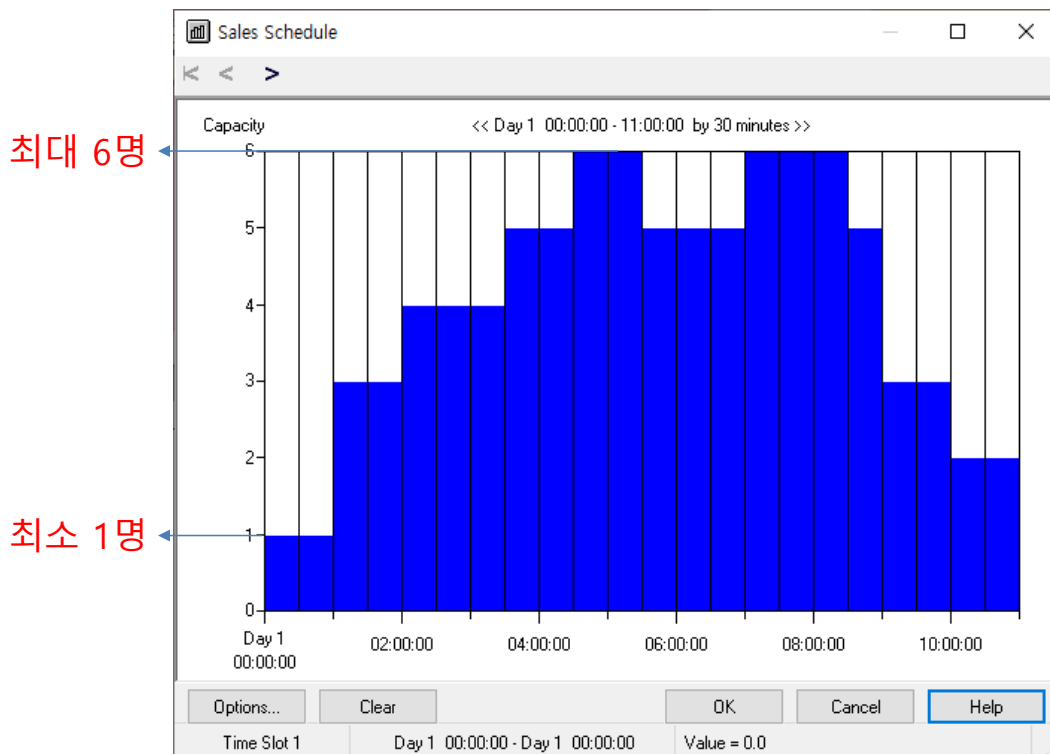 Sales Schedule
Capacity
<< Day 1 00:00:00 - 11:00:00 by 30 minutes >>
최대 6명
6
5
4
3
2
최소 1명
1
0
Day 1
00:00:00
02:00:00
04:00:00
06:00:00
08:00:00
10:00:00
Options...
Clear
OK
Cancel
Help
Time Slot 1
Day 1 00:00:00 - Day 1 00:00:00
Value = 0.0